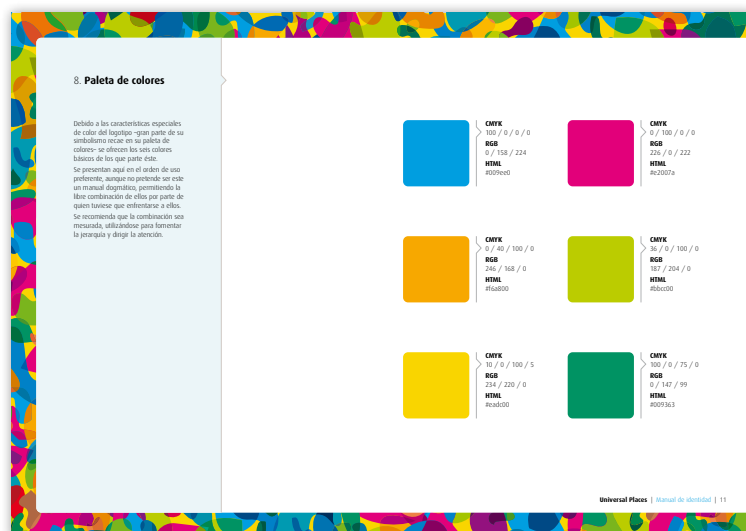 8. Paleta de colores
Debido a las características especiales
de color del logotipo –gran parte de su
simbolismo recae en su paleta de
colores– se ofrecen los seis colores
básicos de los que parte éste.
Se presentan aquí en el orden de uso
preferente, aunque no pretende ser este
un manual dogmático, permitiendo la
libre combinación de ellos por parte de
quien tuviese que enfrentarse a ellos.
Se recomienda que la combinación sea
mesurada, utilizándose para fomentar
la jerarquía y dirigir la atención.
CMYK
100 / 0 / 0 / 0
RGB
0 / 158 / 224
HTML
#009ee0
CMYK
0 / 100 / 0 / 0
RGB
226 / 0 / 222
HTML
#e2007a
CMYK
0 / 40 / 100 / 0
RGB
246 / 168 / 0
HTML
#f6a800
CMYK
36 / 0 / 100 / 0
RGB
187 / 204 / 0
HTML
#bbcc00
CMYK
10 / 0 / 100 / 5
RGB
234 / 220 / 0
HTML
#eadc00
CMYK
100 / 0 / 75 / 0
RGB
0 / 147 / 99
HTML
#009363
Universal Places | Manual de identidad | 11